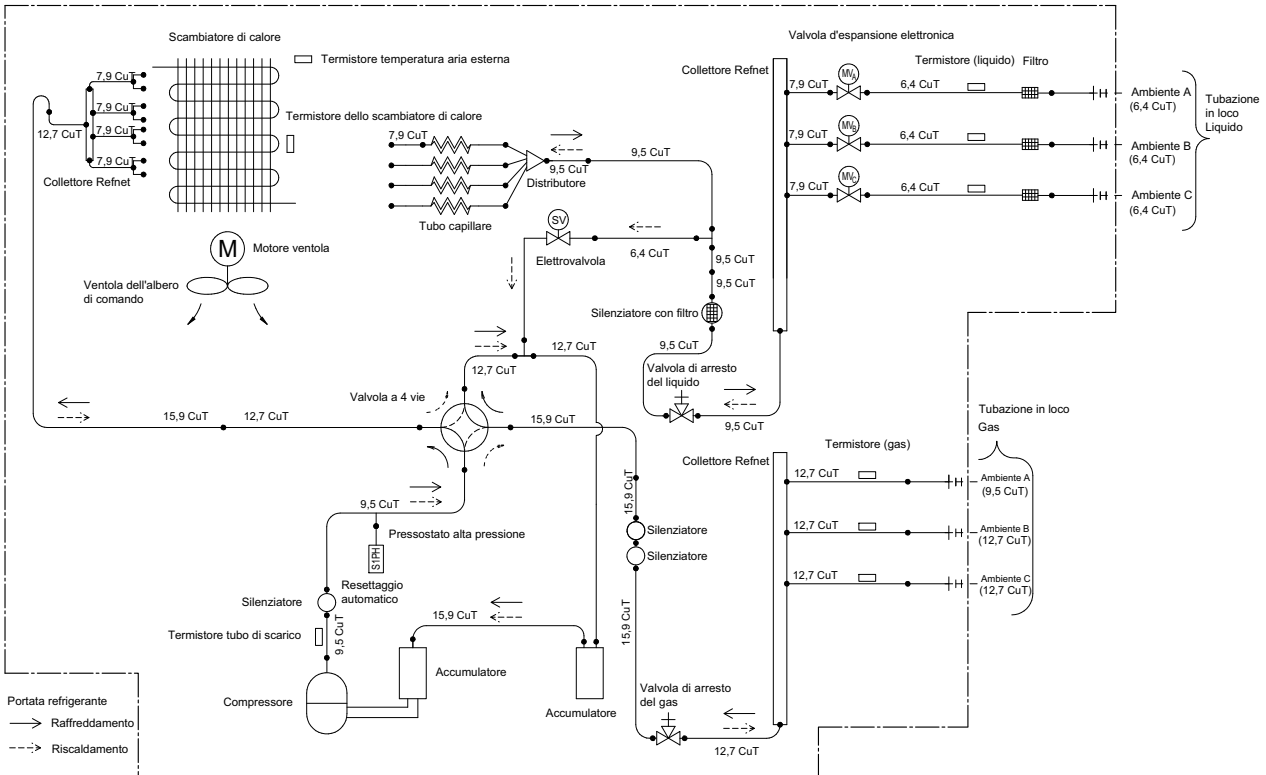 Scambiatore di calore
Termistore temperatura aria esterna
7,9 CuT
7,9 CuT
7,9 CuT
7,9 CuT
12,7 CuT
Collettore Refnet
Termistore dello scambiatore di calore
7,9 CuT
9,5 CuT
9,5 CuT
Distributore
Tubo capillare
M
Motore ventola
Ventola dell'albero
di comando
SV
Elettrovalvola
6,4 CuT
9,5 CuT
9,5 CuT
Silenziatore con filtro
9,5 CuT
Valvola di arresto
del liquido
9,5 CuT
Valvola d'espansione elettronica
Collettore Refnet
Termistore (liquido)
Filtro
7,9 CuT
MVA
6,4 CuT
Ambiente A
(6,4 CuT)
7,9 CuT
MVB
6,4 CuT
Ambiente B
(6,4 CuT)
7,9 CuT
MVC
6,4 CuT
Ambiente C
(6,4 CuT)
Tubazione
in loco
Liquido
12,7 CuT
12,7 CuT
Valvola a 4 vie
15,9 CuT
12,7 CuT
15,9 CuT
9,5 CuT
Pressostato alta pressione
S1PH
Resettaggio
automatico
Silenziatore
Termistore tubo di scarico
9,5 CuT
Compressore
15,9 CuT
Accumulatore
Accumulatore
15,9 CuT
Silenziatore
Silenziatore
15,9 CuT
Valvola di arresto
del gas
12,7 CuT
Collettore Refnet
Termistore (gas)
Tubazione in loco
Gas
12,7 CuT
Ambiente A
(9,5 CuT)
12,7 CuT
Ambiente B
(12,7 CuT)
12,7 CuT
Ambiente C
(12,7 CuT)
Portata refrigerante
Raffreddamento
Riscaldamento